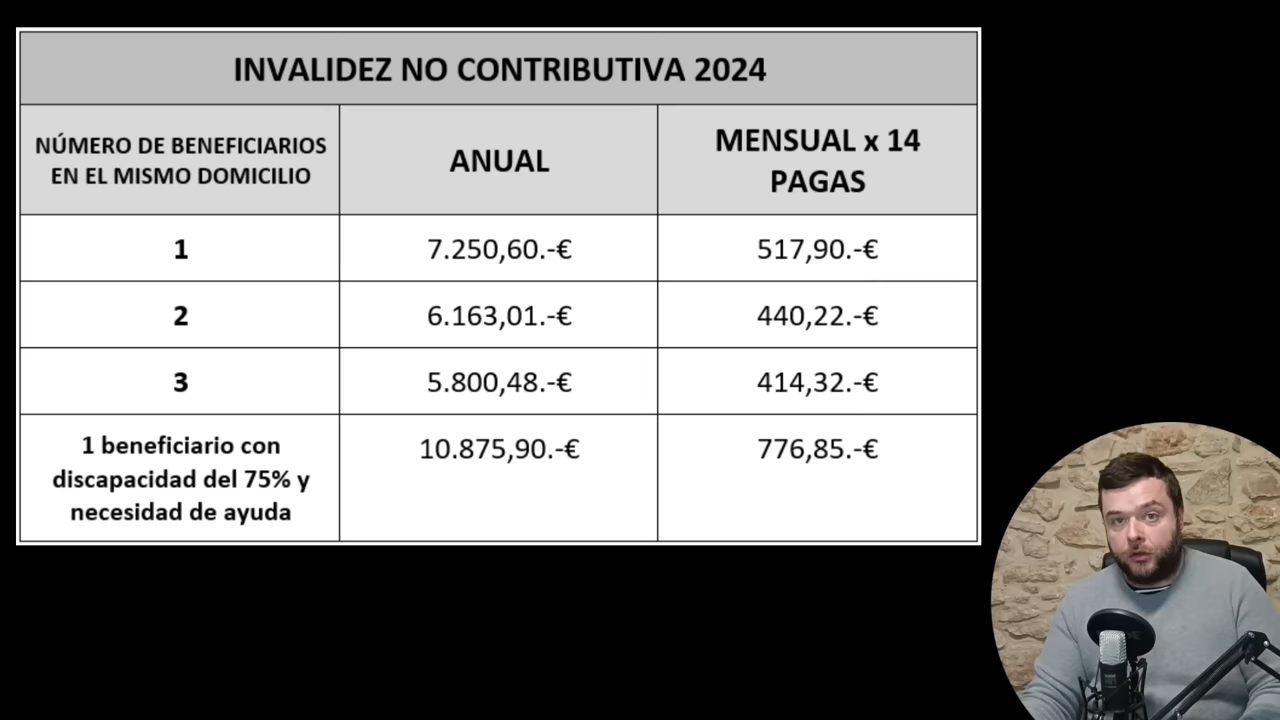 INVALIDEZ NO CONTRIBUTIVA 2024
NÚMERO DE BENEFICIARIOS
EN EL MISMO DOMICILIO
ANUAL
MENSUAL x 14
PAGAS
1
7.250,60.-€
517,90.-€
2
6.163,01.-€
440,22.-€
3
5.800,48.-€
414,32.-€
1 beneficiario con
discapacidad del 75% y
necesidad de ayuda
10.875,90.-€
776,85.-€